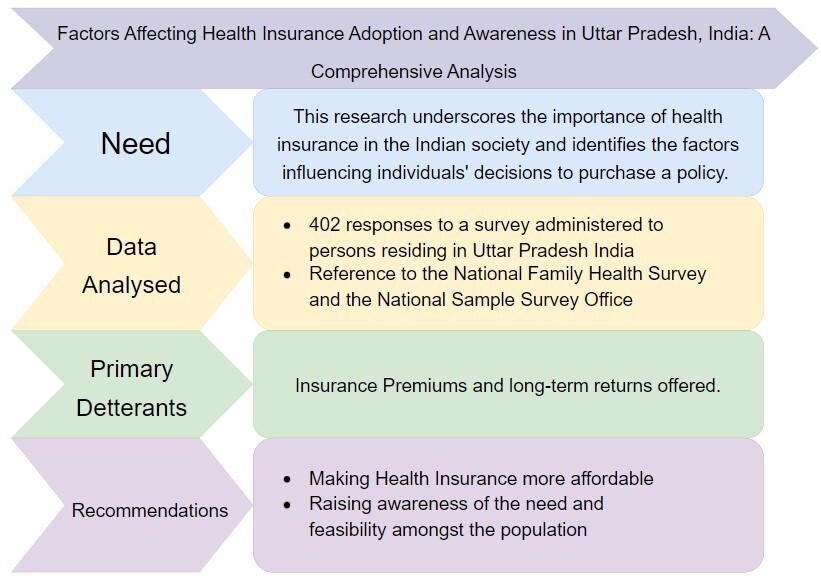 Factors Affecting Health Insurance Adoption and Awareness in Uttar Pradesh, India: A
Comprehensive Analysis
Need
This research underscores the importance of health
insurance in the Indian society and identifies the factors
influencing individuals' decisions to purchase a policy.
Data
Analysed
• 402 responses to a survey administered to
persons residing in Uttar Pradesh India
• Reference to the National Family Health Survey
and the National Sample Survey Office
Primary
Detterants
Insurance Premiums and long-term returns offered.
Recommendations
• Making Health Insurance more affordable
• Raising awareness of the need and
feasibility amongst the population